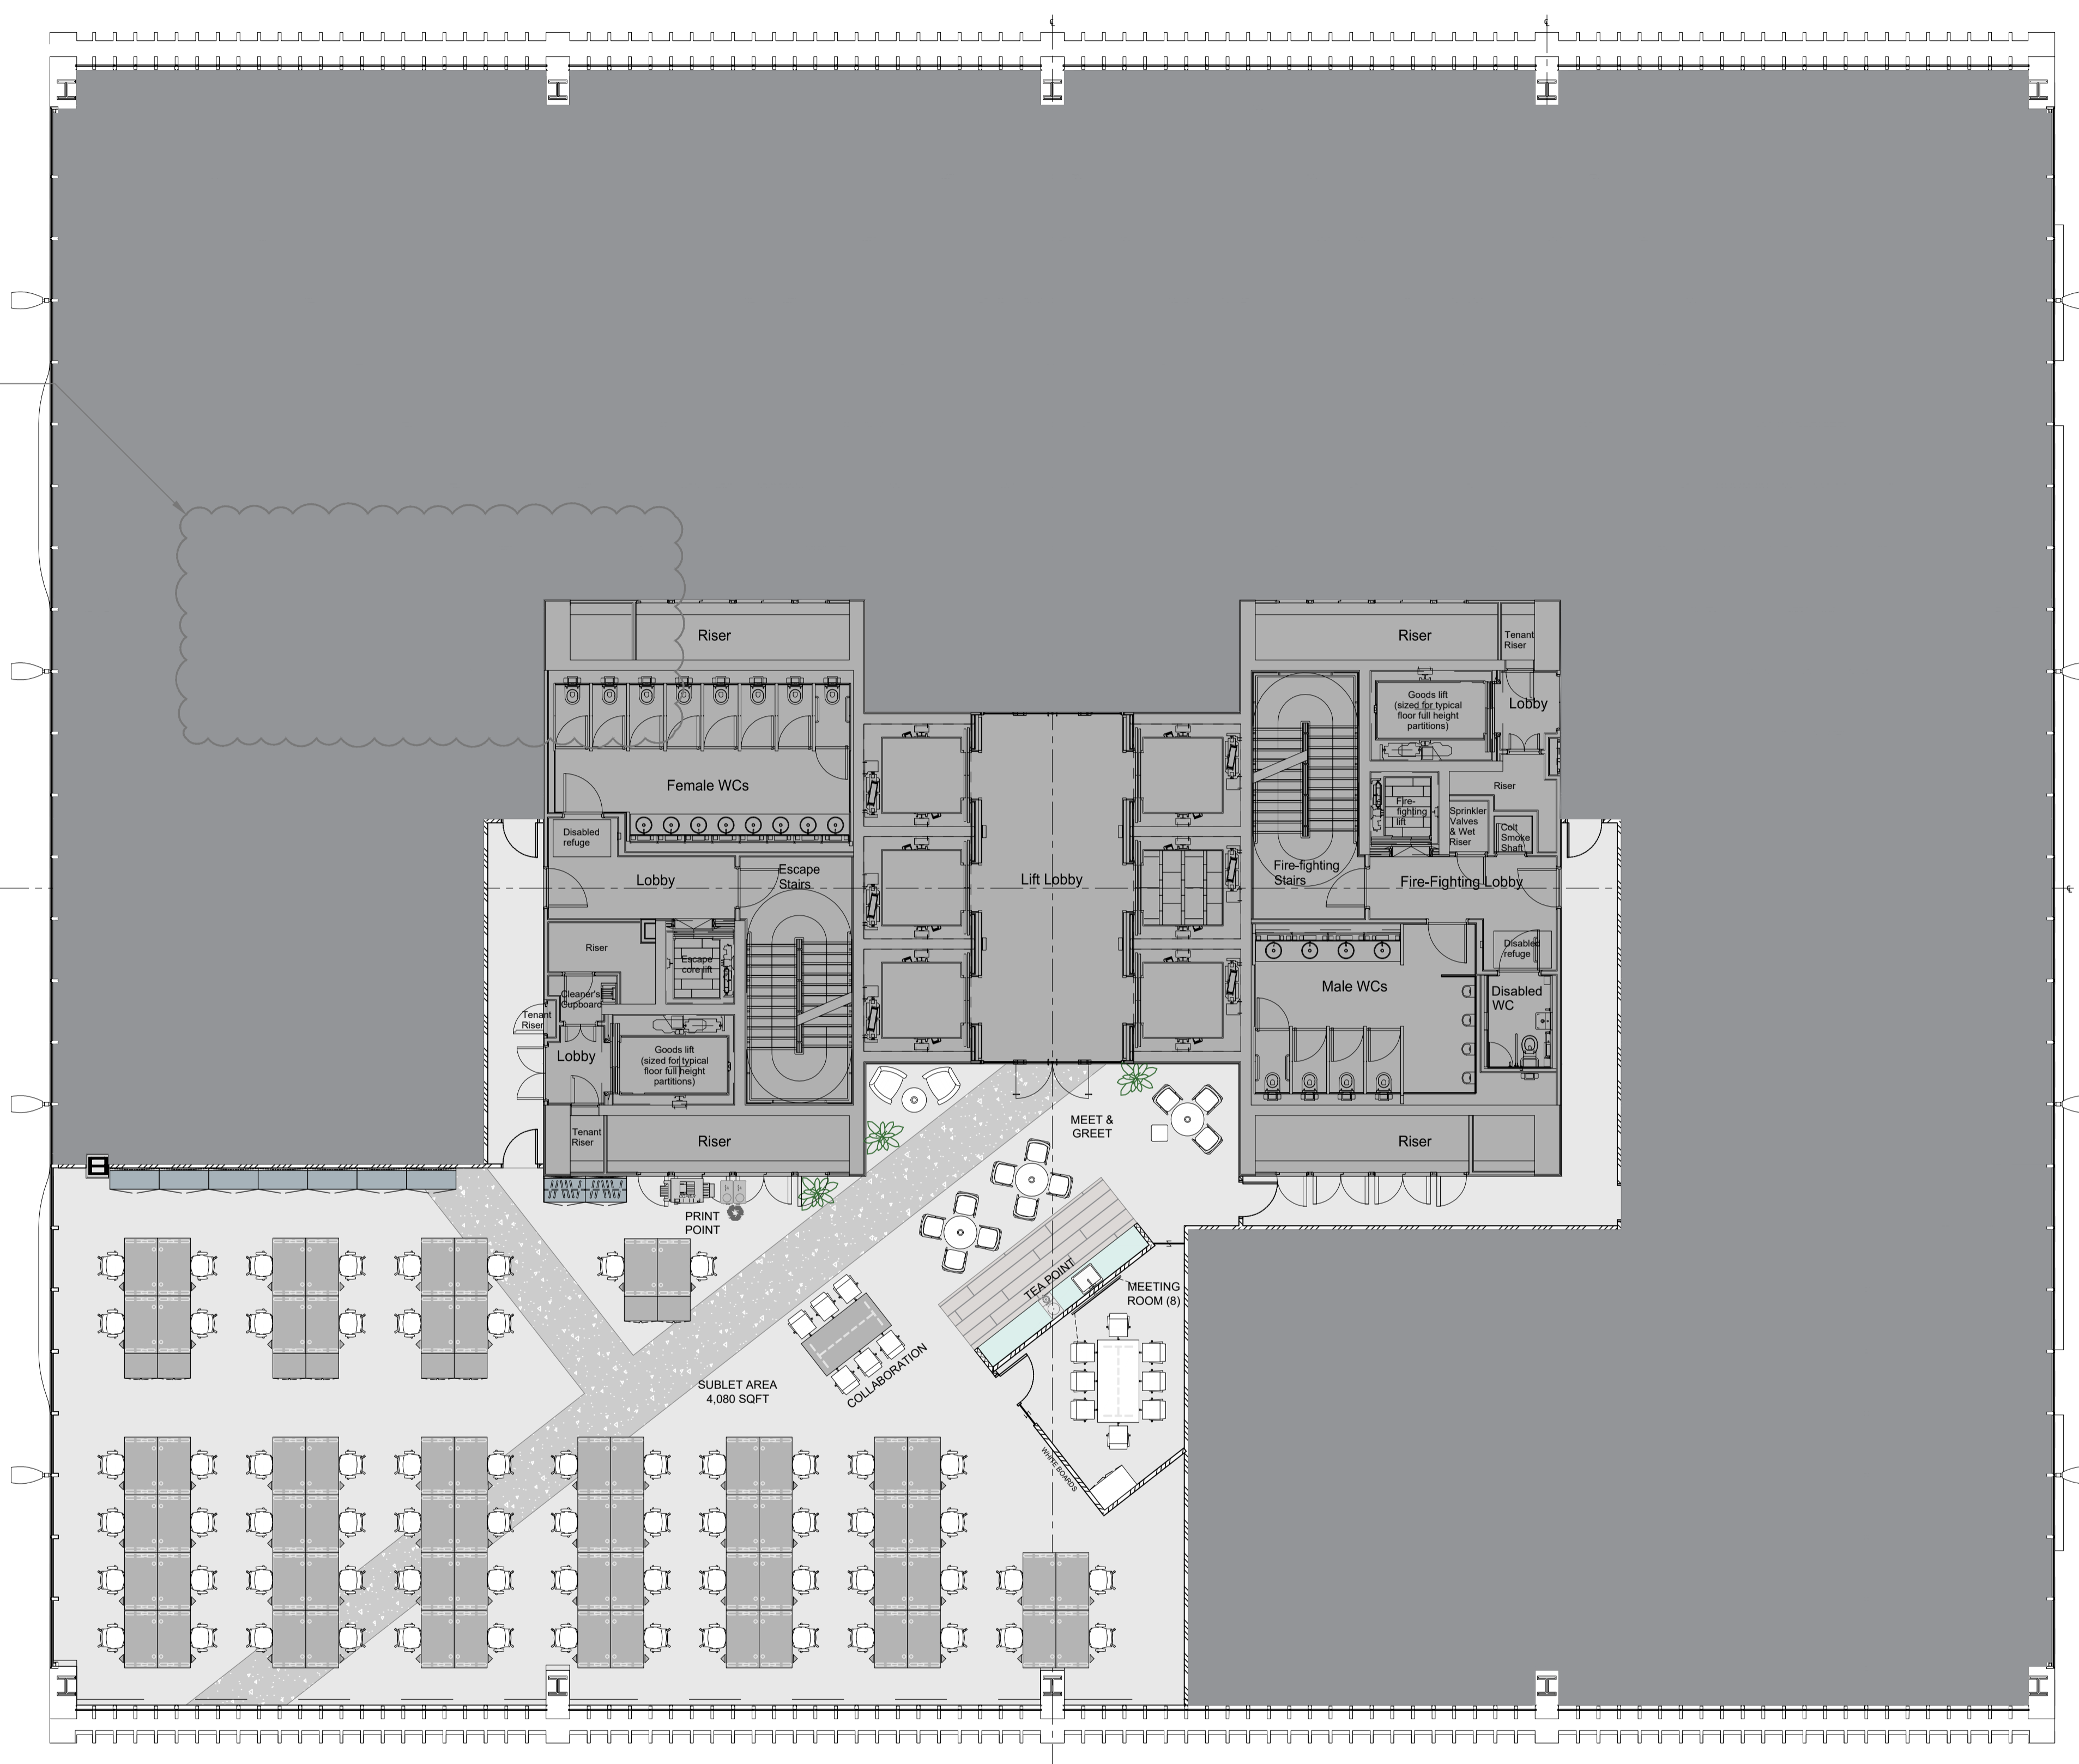 Riser
Riser
Tenant
Riser
Goods lift
(sized for typical
floor full height
partitions)
Lobby
Female WCs
Riser
Fire-
fighting
lift
Sprinkler
Valves
& Wet
Riser
Colt
Smoke
Shaft
Disabled
refuge
Escape
Stairs
Lobby
Lift Lobby
Fire-fighting
Stairs
Fire-Fighting Lobby
Riser
Escape
core lift
Disabled
refuge
Cleaner's
Cupboard
Male WCs
Disabled
WC
Tenant
Riser
Lobby
Goods lift
(sized for typical
floor full height
partitions)
MEET &
GREET
Tenant
Riser
Riser
Riser
PRINT
POINT
TEA POINT
MEETING
ROOM (8)
COLLABORATION
SUBLET AREA
4,080 SQFT
WHITE BOARDS